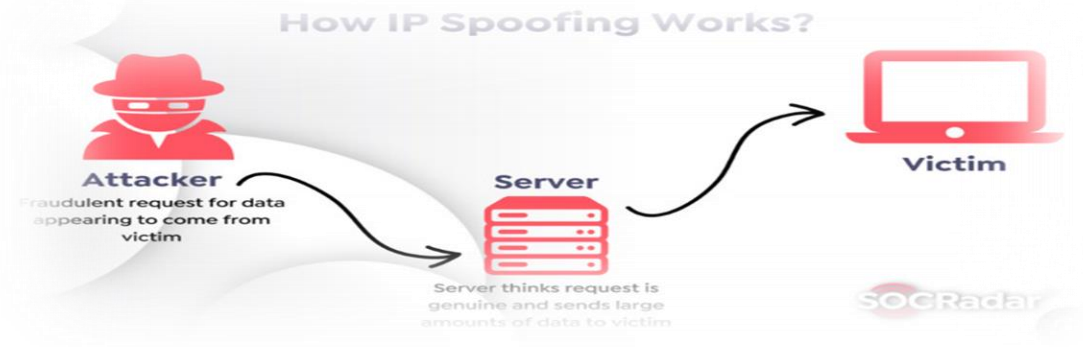 How IP Spoofing Works?
Attacker
Fraudulent request for data
appearing to come from
victim
Server
Server thinks request is
genuine and sends large
amounts of data to victim
Victim
SOCRadar